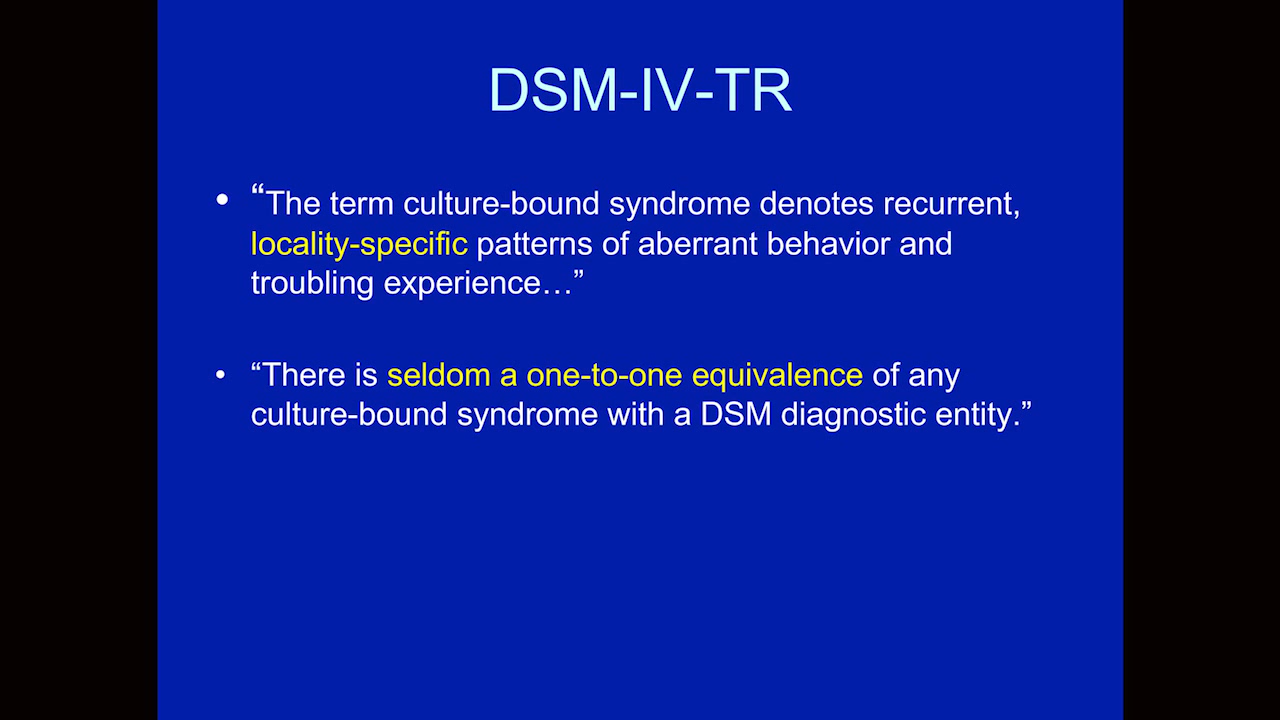 DSM-IV-TR
• “The term culture-bound syndrome denotes recurrent,
locality-specific patterns of aberrant behavior and
troubling experience…”
• “There is seldom a one-to-one equivalence of any
culture-bound syndrome with a DSM diagnostic entity.”